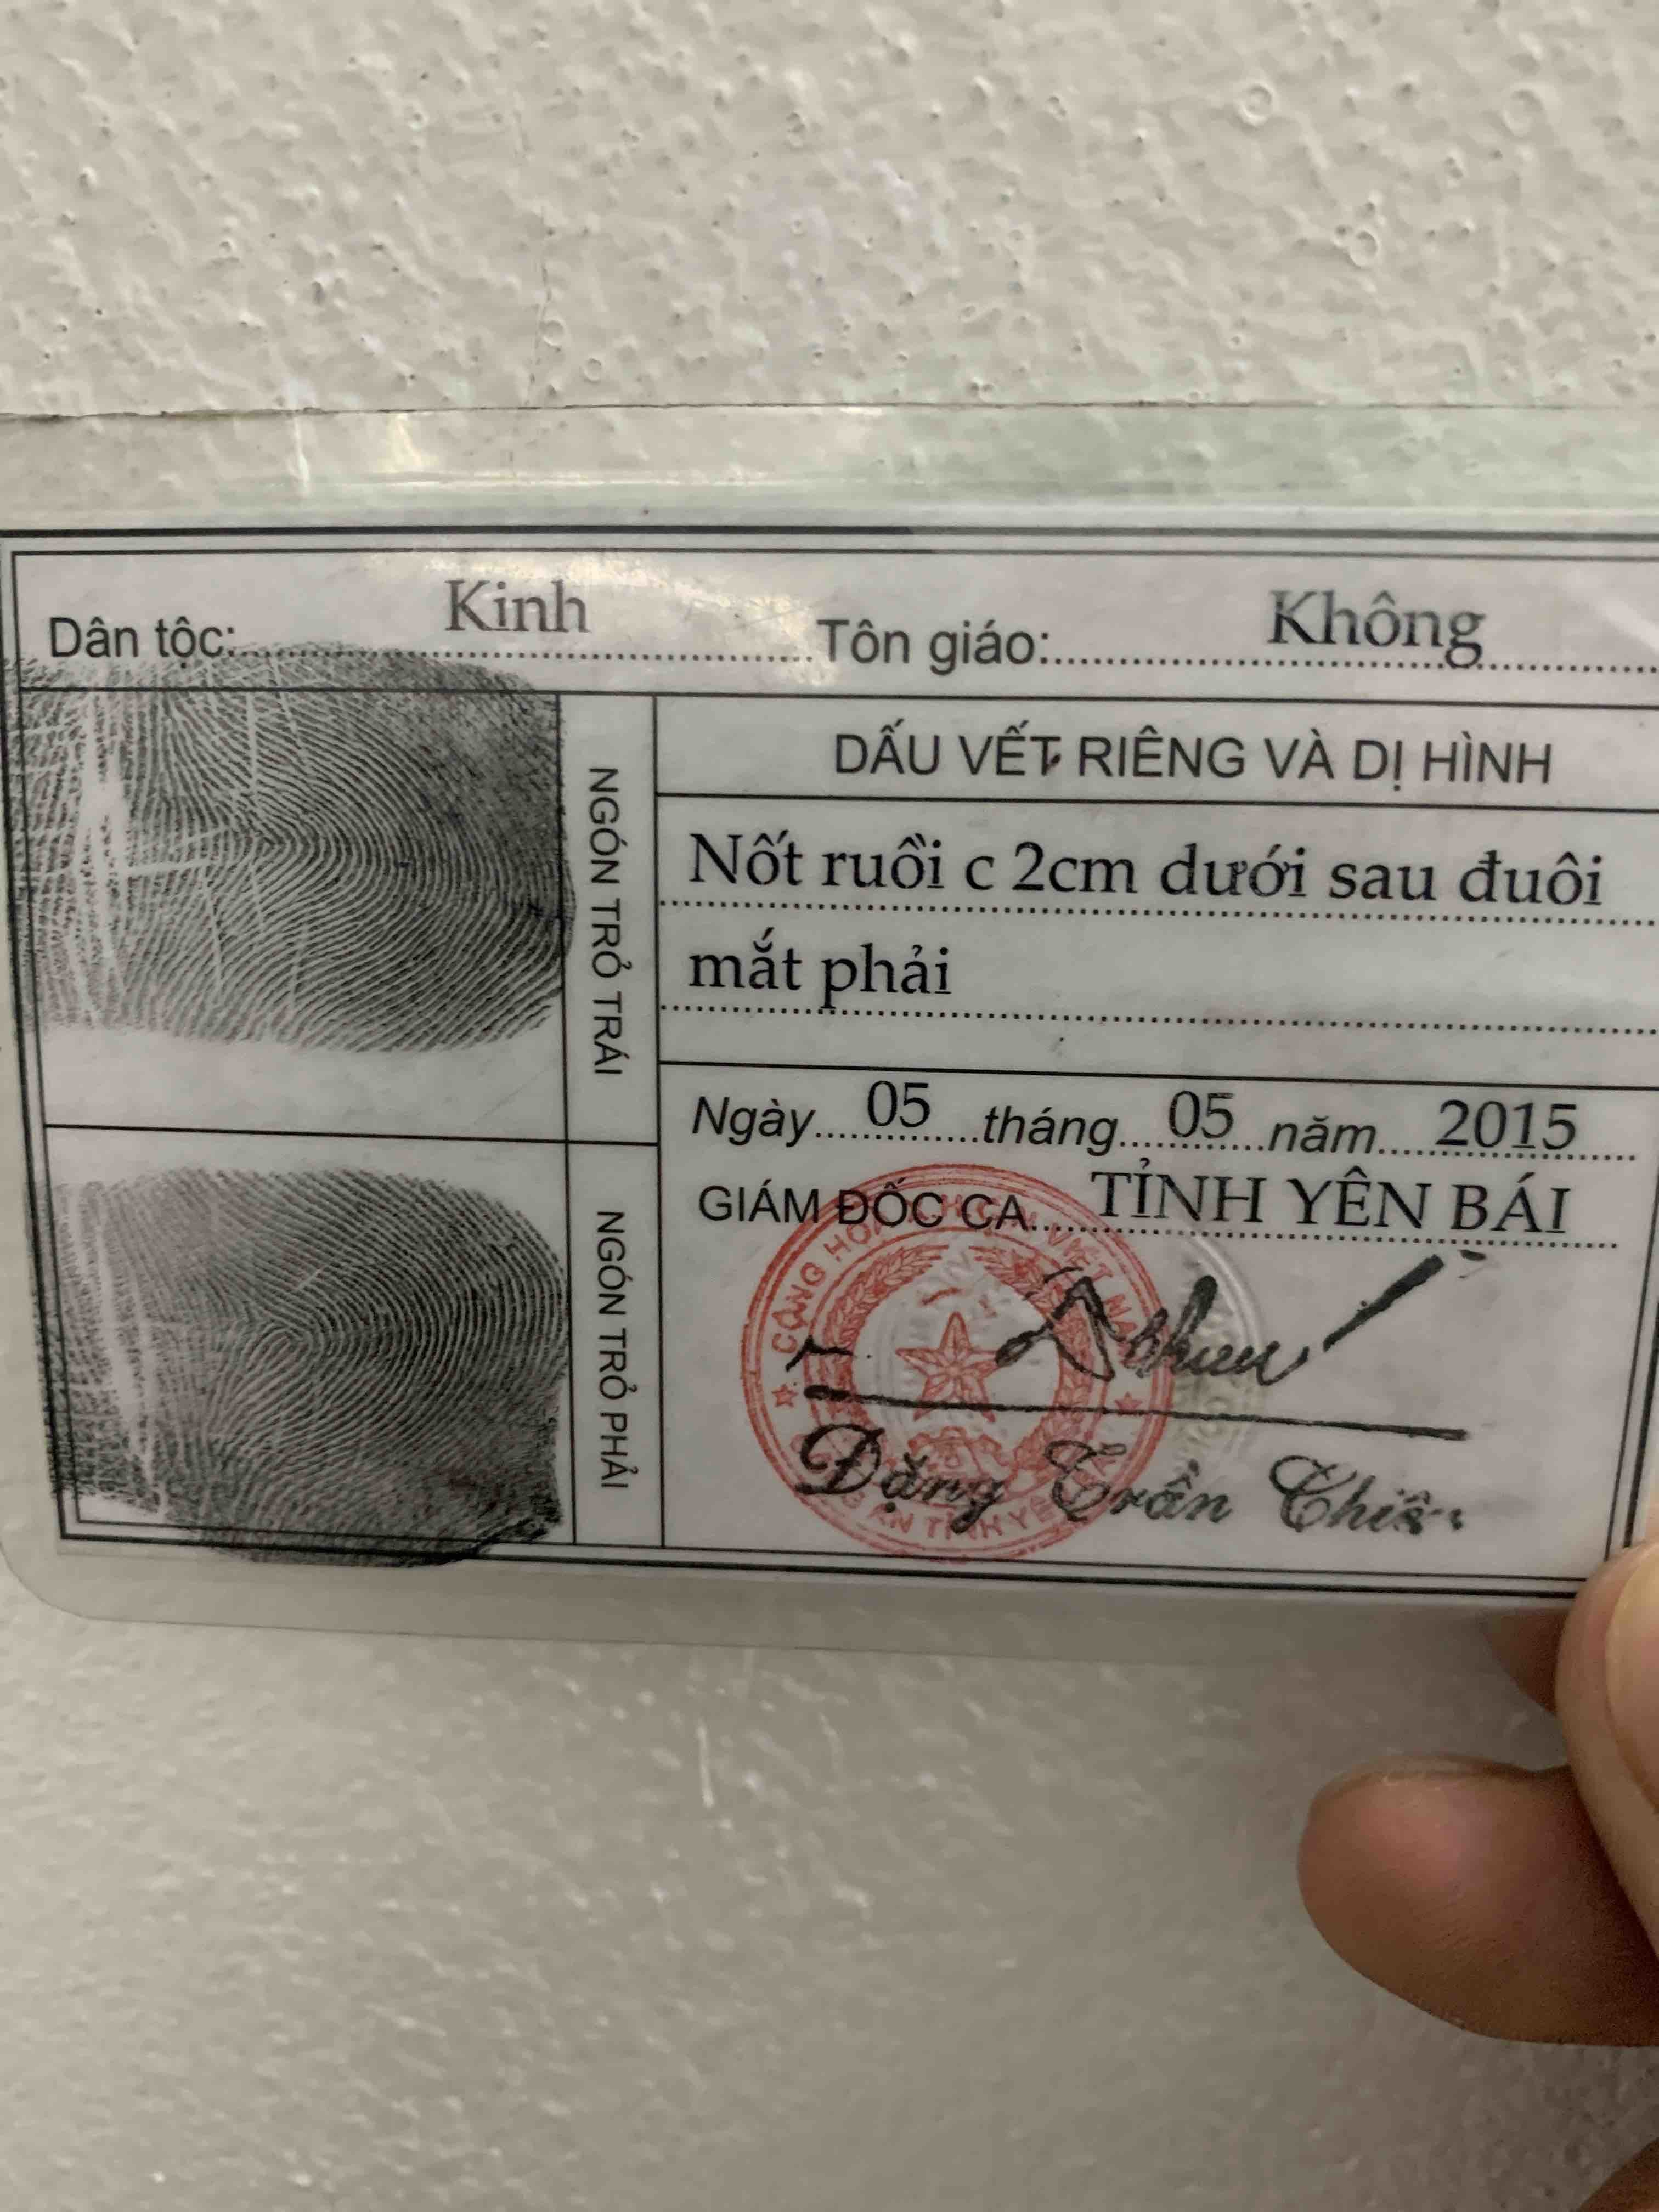 Dân tộc: Kinh Tôn giáo: Không
NGÓN TRỎ TRÁI
DẤU VẾT RIÊNG VÀ DỊ HÌNH
Nốt ruồi c 2cm dưới sau đuôi
mắt phải
Ngày 05 tháng 05 năm 2015
GIÁM ĐỐC CA TỈNH YÊN BÁI
NGÓN TRỎ PHẢI
Đặng Trần Chiêu